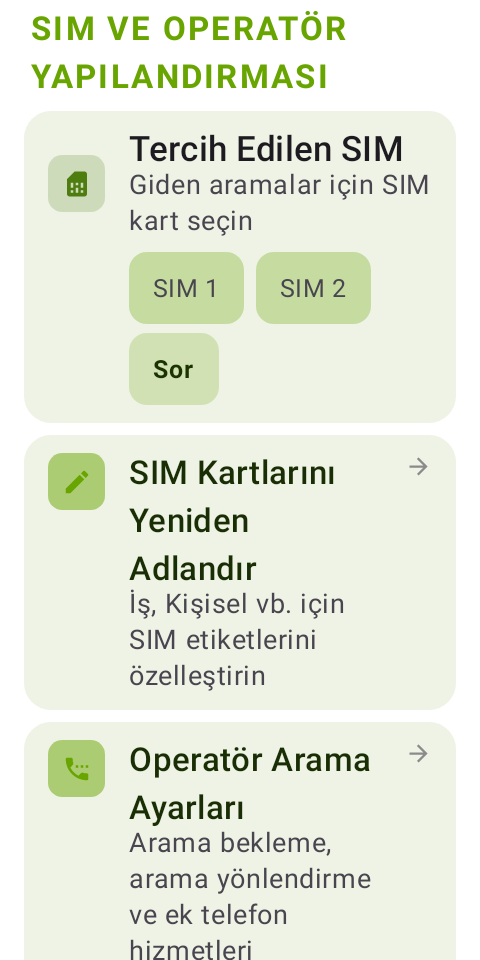 SIM VE OPERATÖR
YAPILANDIRMASI
Tercih Edilen SIM
Giden aramalar için SIM
kart seçin
SIM 1
SIM 2
Sor
SIM Kartlarını
Yeniden
Adlandır
İş, Kişisel vb. için
SIM etiketlerini
özelleştirin
Operatör Arama
Ayarları
Arama bekleme,
arama yönlendirme
ve ek telefon
hizmetleri